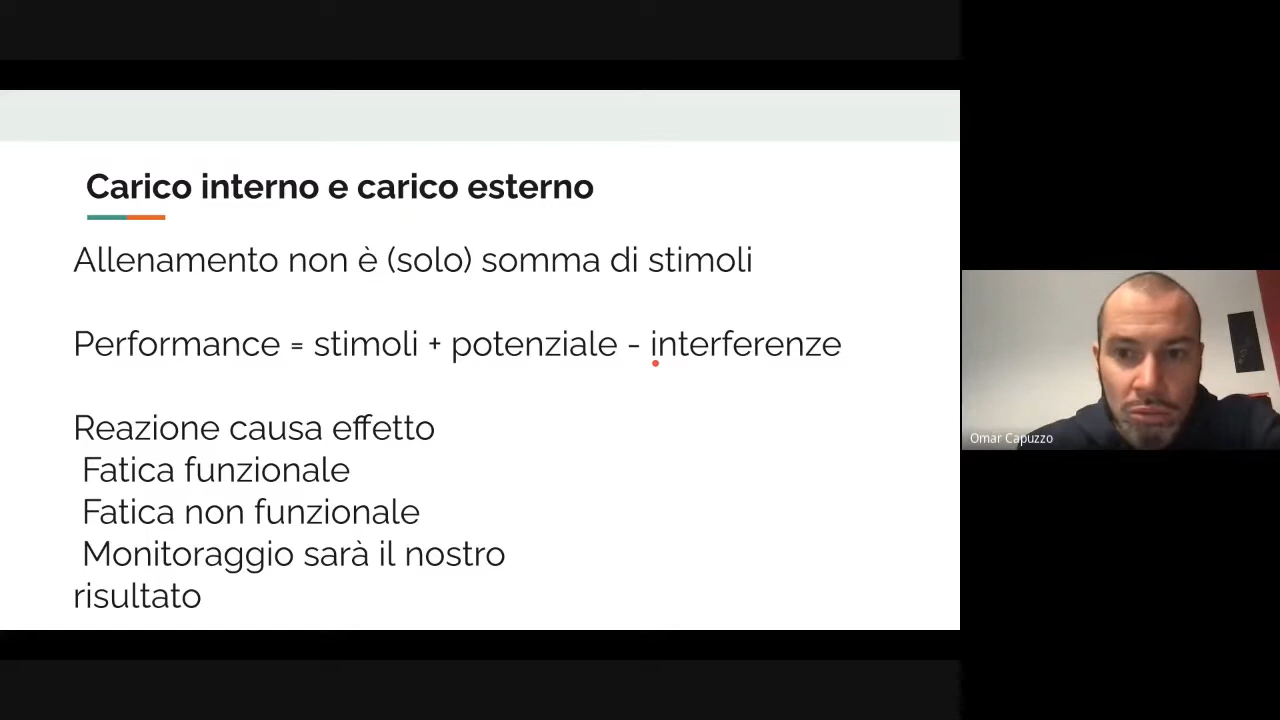 Carico interno e carico esterno
Allenamento non è (solo) somma di stimoli
Performance = stimoli + potenziale - interferenze
Reazione causa effetto
Fatica funzionale
Fatica non funzionale
Monitoraggio sarà il nostro
risultato
Omar Capuzzo